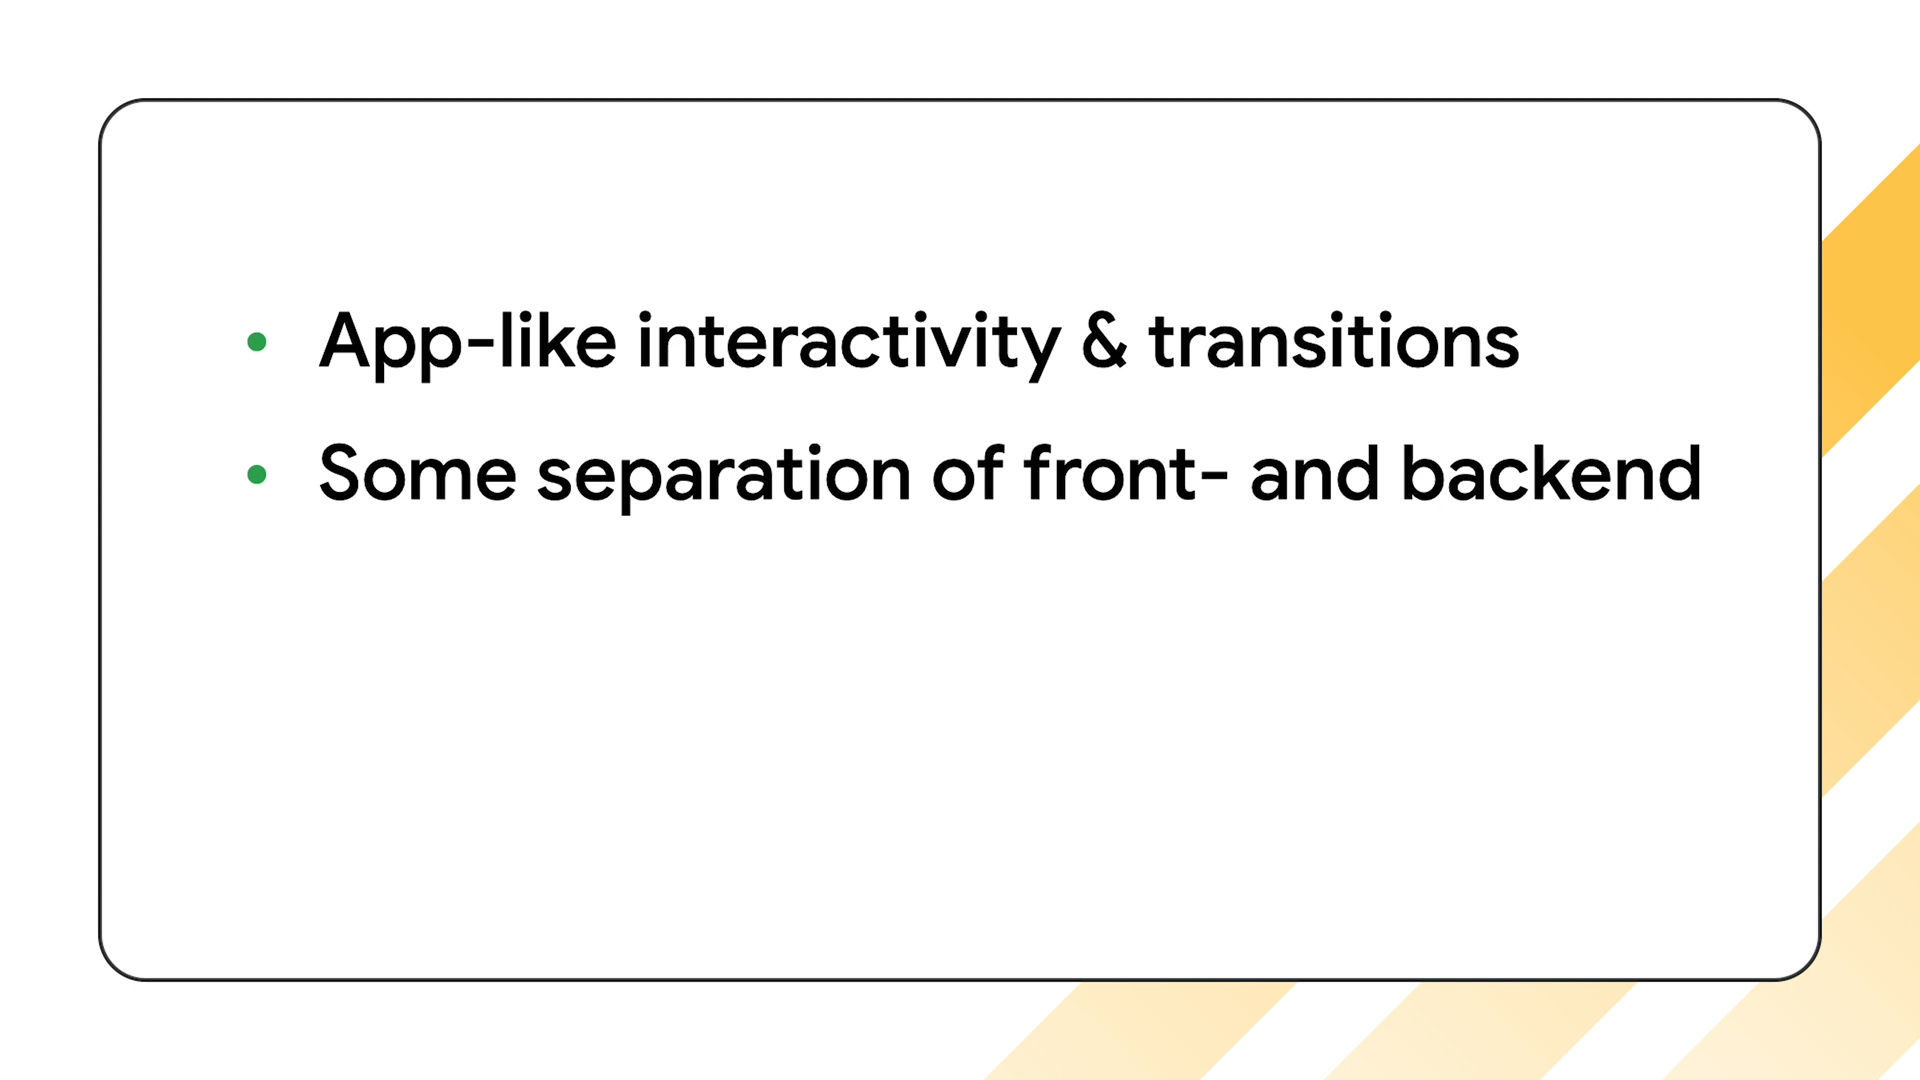 • App-like interactivity & transitions
• Some separation of front- and backend